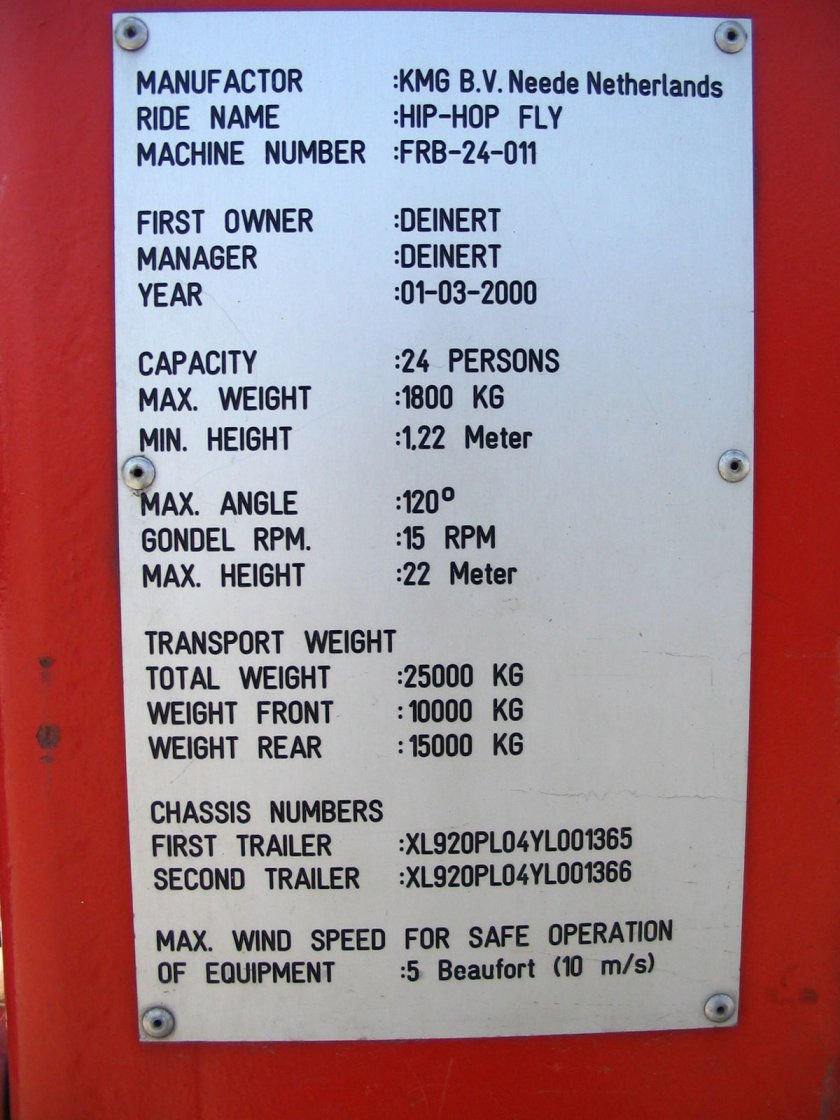 MANUFACTOR :KMG B.V. Neede Netherlands
RIDE NAME :HIP-HOP FLY
MACHINE NUMBER :FRB-24-011
FIRST OWNER :DEINERT
MANAGER :DEINERT
YEAR :01-03-2000
CAPACITY :24 PERSONS
MAX. WEIGHT :1800 KG
MIN. HEIGHT :1.22 Meter
MAX. ANGLE :120°
GONDEL RPM. :15 RPM
MAX. HEIGHT :22 Meter
TRANSPORT WEIGHT
TOTAL WEIGHT :25000 KG
WEIGHT FRONT :10000 KG
WEIGHT REAR :15000 KG
CHASSIS NUMBERS
FIRST TRAILER :XL920PL04YL001365
SECOND TRAILER :XL920PL04YL001366
MAX. WIND SPEED FOR SAFE OPERATION
OF EQUIPMENT :5 Beaufort (10 m/s)